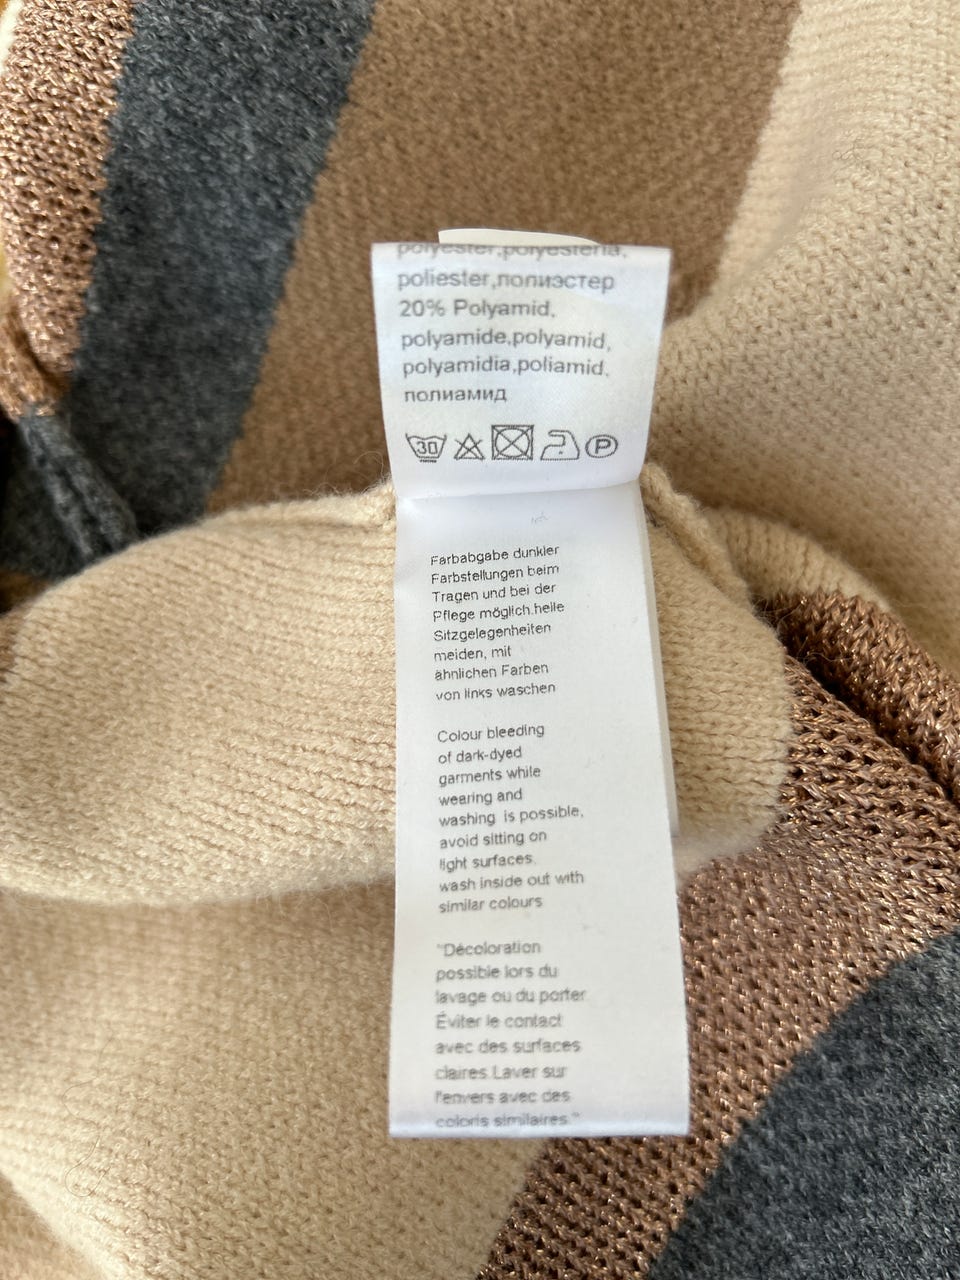 polyester,polyesteria,
poliester,полиэстер
20% Polyamid,
polyamide,polyamid,
polyamidia,poliamid,
полиамид
30 P
Farbabgabe dunkler
Farbstellungen beim
Tragen und bei der
Pflege möglich.helle
Sitzgelegenheiten
meiden, mit
ähnlichen Farben
von links waschen
Colour bleeding
of dark-dyed
garments while
wearing and
washing is possible,
avoid sitting on
light surfaces.
wash inside out with
similar colours
"Décoloration
possible lors du
lavage ou du porter
Éviter le contact
avec des surfaces
claires.Laver sur
l'envers avec des
coloris similaires."